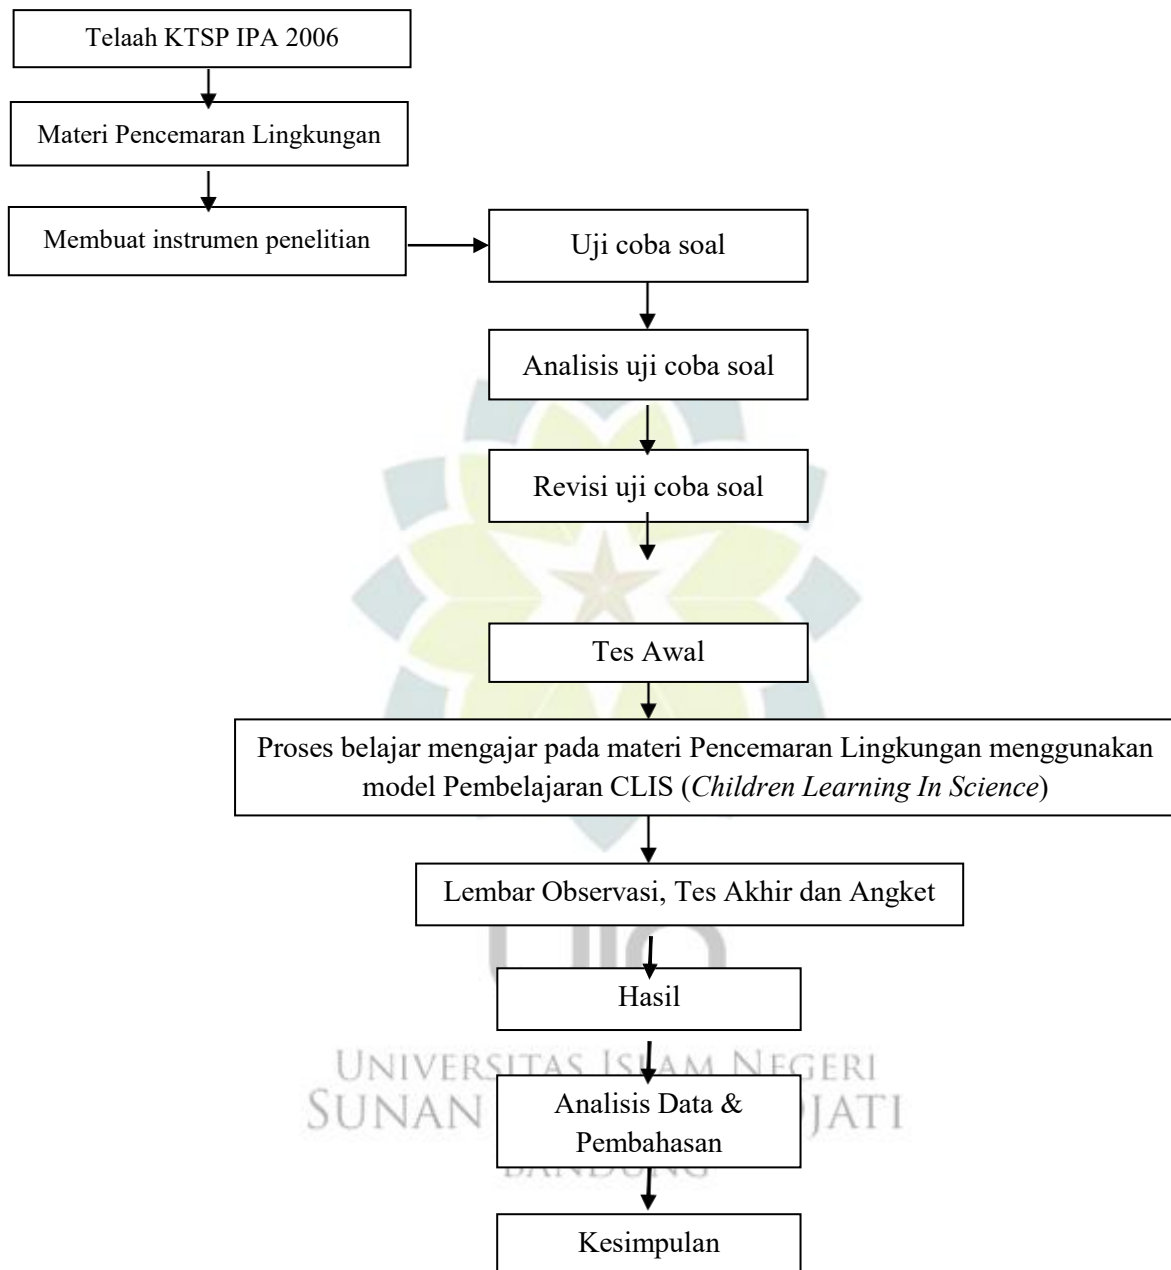 Telaah KTSP IPA 2006
Materi Pencemaran Lingkungan
Membuat instrumen penelitian
Uji coba soal
Analisis uji coba soal
Revisi uji coba soal
Tes Awal
Proses belajar mengajar pada materi Pencemaran Lingkungan menggunakan
model Pembelajaran CLIS (Children Learning In Science)
Lembar Observasi, Tes Akhir dan Angket
Hasil
UNIVERSITAS ISLAM NEGERI
SUNAN
Analisis Data &
Pembahasan
BANDUNG
Kesimpulan